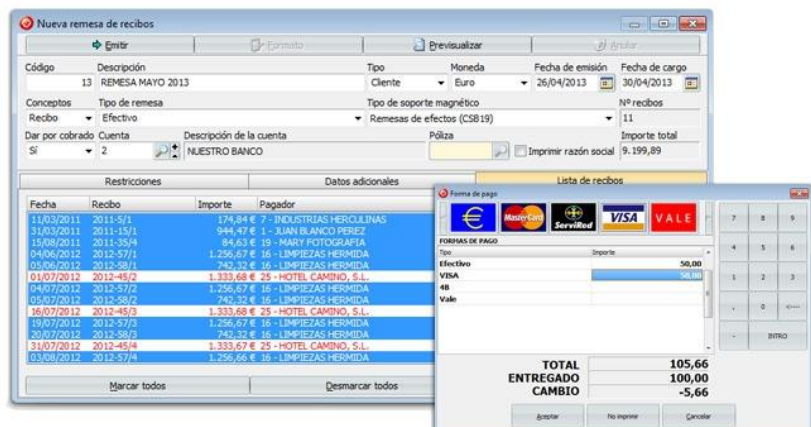 Nueva remesa de recibos
Emitir Formato Previsualizar Anular
Código Descripción Tipo Moneda Fecha de emisión Fecha de cargo
13 REMESA MAYO 2013 Cliente Euro 26/04/2013 30/04/2013
Conceptos Tipo de remesa Tipo de soporte magnético Nº recibos
Recibo Efectivo Remesas de efectos (CSB19) 11
Dar por cobrado Cuenta Descripción de la cuenta Póliza Importe total
Sí 2 NUESTRO BANCO Imprimir razón social 9.199,89
Restricciones Datos adicionales Lista de recibos
Fecha Recibo Importe Pagador
11/03/2011 2011-5/1 174,84 € 7 - INDUSTRIAS HERCULINAS
31/03/2011 2011-15/1 944,47 € 1 - JUAN BLANCO PEREZ
15/08/2011 2011-35/4 84,63 € 19 - MARY FOTOGRAFIA
04/06/2012 2012-57/1 1.256,67 € 16 - LIMPIEZAS HERMIDA
05/06/2012 2012-58/1 742,32 € 16 - LIMPIEZAS HERMIDA
01/07/2012 2012-45/2 1.333,68 € 25 - HOTEL CAMINO, S.L.
04/07/2012 2012-57/2 1.256,67 € 16 - LIMPIEZAS HERMIDA
05/07/2012 2012-58/2 742,32 € 16 - LIMPIEZAS HERMIDA
16/07/2012 2012-45/3 1.333,68 € 25 - HOTEL CAMINO, S.L.
19/07/2012 2012-57/3 1.256,67 € 16 - LIMPIEZAS HERMIDA
20/07/2012 2012-58/3 742,32 € 16 - LIMPIEZAS HERMIDA
31/07/2012 2012-45/4 1.333,67 € 25 - HOTEL CAMINO, S.L.
03/08/2012 2012-57/4 1.256,66 € 16 - LIMPIEZAS HERMIDA
Marcar todos Desmarcar todos
Forma de pago
€ MasterCard ServiRed VISA VALE
FORMAS DE PAGO
Tipo Importe
Efectivo 50,00
VISA 50,00
4B
Vale
7 8 9
4 5 6
1 2 3
, 0 <---
- INTRO
TOTAL 105,66
ENTREGADO 100,00
CAMBIO -5,66
Aceptar No imprimir Cancelar